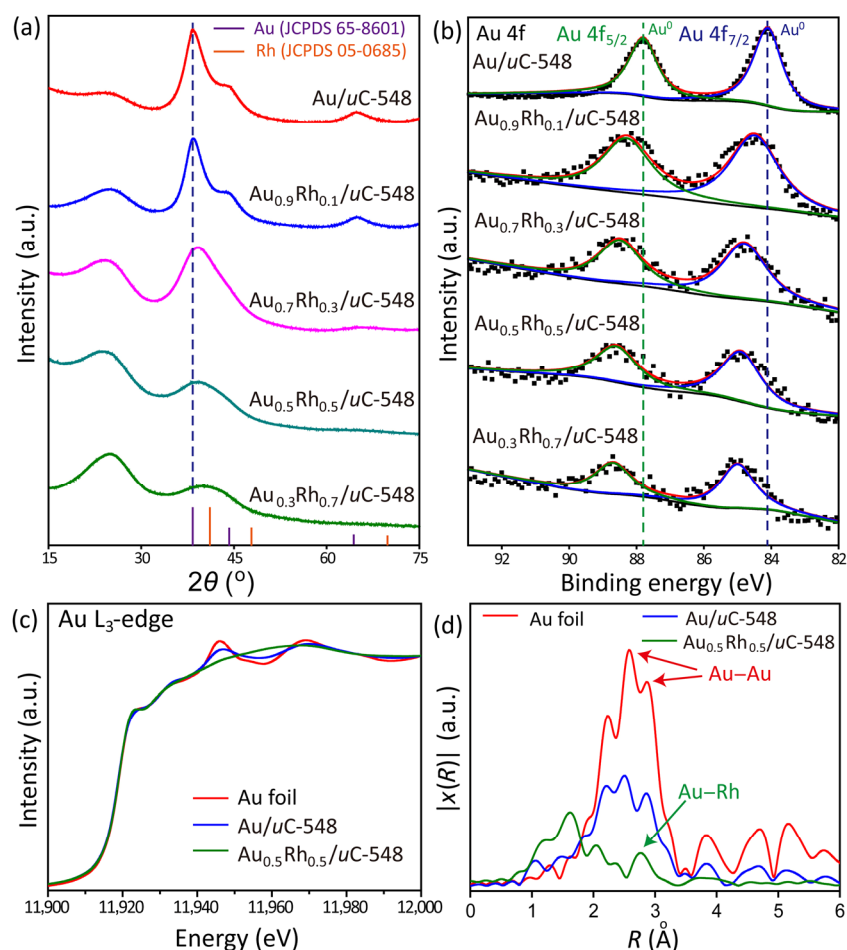 (a)
Au (JCPDS 65-8601)
Rh (JCPDS 05-0685)
Au/uC-548
Au0.9Rh0.1/uC-548
Au0.7Rh0.3/uC-548
Au0.5Rh0.5/uC-548
Au0.3Rh0.7/uC-548
Intensity (a.u.)
15 30 45 60 75
2θ (°)
(b)
Au 4f Au 4f5/2 Au0 Au 4f7/2 Au0
Au/uC-548
Au0.9Rh0.1/uC-548
Au0.7Rh0.3/uC-548
Au0.5Rh0.5/uC-548
Au0.3Rh0.7/uC-548
Intensity (a.u.)
92 90 88 86 84 82
Binding energy (eV)
(c) Au L3-edge
Au foil
Au/uC-548
Au0.5Rh0.5/uC-548
Intensity (a.u.)
11,900 11,920 11,940 11,960 11,980 12,000
Energy (eV)
(d)
Au foil
Au/uC-548
Au0.5Rh0.5/uC-548
Au–Au
Au–Rh
|x(R)| (a.u.)
0 1 2 3 4 5 6
R (Å)